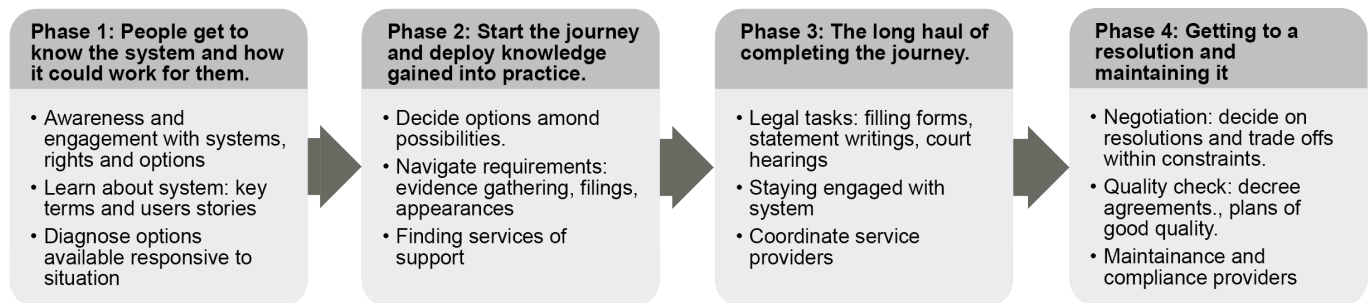 Phase 1: People get to
know the system and how
it could work for them.
• Awareness and
engagement with systems,
rights and options
• Learn about system: key
terms and users stories
• Diagnose options
available responsive to
situation
Phase 2: Start the journey
and deploy knowledge
gained into practice.
• Decide options amond
possibilities.
• Navigate requirements:
evidence gathering, filings,
appearances
• Finding services of
support
Phase 3: The long haul of
completing the journey.
• Legal tasks: filling forms,
statement writings, court
hearings
• Staying engaged with
system
• Coordinate service
providers
Phase 4: Getting to a
resolution and
maintaining it
• Negotiation: decide on
resolutions and trade offs
within constraints.
• Quality check: decree
agreements., plans of
good quality.
• Maintainance and
compliance providers